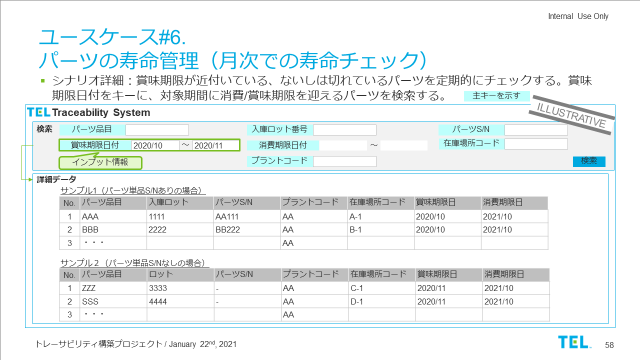 Internal Use Only
ユースケース#6.
パーツの寿命管理（月次での寿命チェック）
▪ シナリオ詳細：賞味期限が近付いている、ないしは切れているパーツを定期的にチェックする。賞味
期限日付をキーに、対象期間に消費/賞味期限を迎えるパーツを検索する。 主キーを示す
TEL Traceability System
ILLUSTRATIVE
検索 パーツ品目 入庫ロット番号 パーツS/N
賞味期限日付 2020/10 ～ 2020/11 消費期限日付 ～ 在庫場所コード
インプット情報 プラントコード 検索
詳細データ
サンプル1（パーツ単品S/Nありの場合）
No. パーツ品目 入庫ロット パーツS/N プラントコード 在庫場所コード 賞味期限日 消費期限日
1 AAA 1111 AA111 AA A-1 2020/10 2021/10
2 BBB 2222 BB222 AA B-1 2020/10 2021/10
3 ・・・ AA
サンプル２（パーツ単品S/Nなしの場合）
No. パーツ品目 ロット パーツS/N プラントコード 在庫場所コード 賞味期限日 消費期限日
1 ZZZ 3333 - AA C-1 2020/11 2021/10
2 SSS 4444 - AA D-1 2020/11 2021/10
3 ・・・ AA
トレーサビリティ構築プロジェクト / January 22nd, 2021
TEL
58